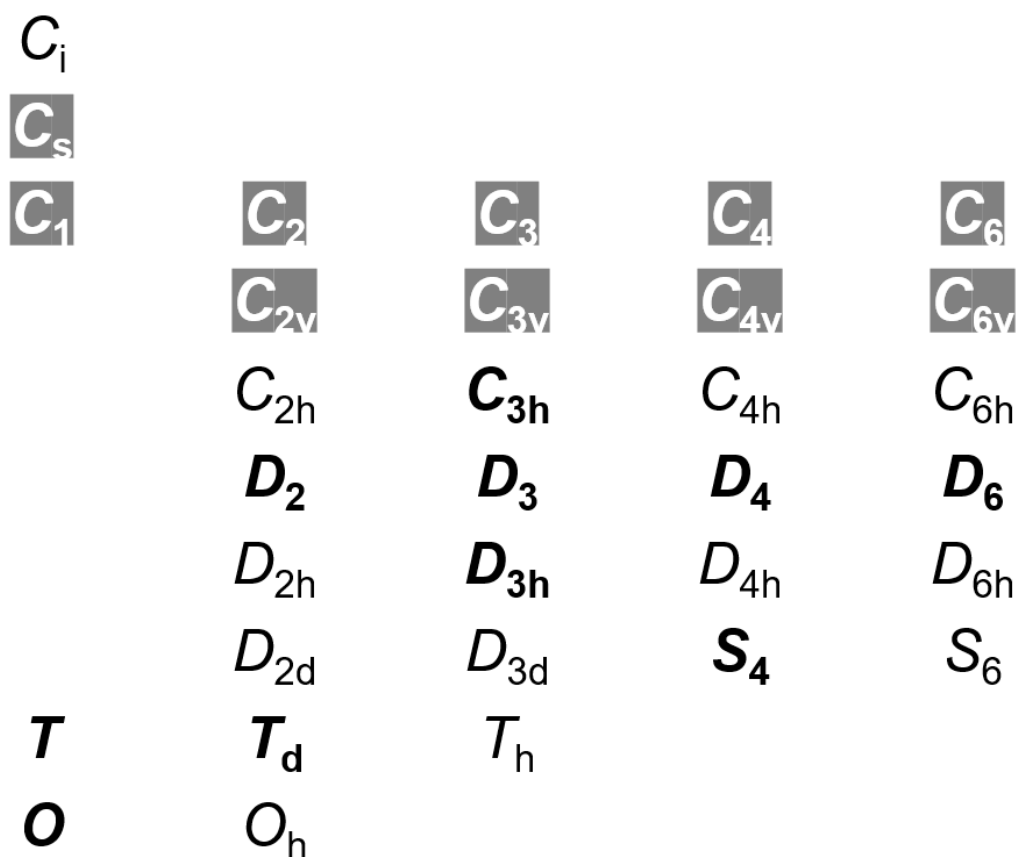 Ci
Cs
C1 C2 C3 C4 C6
C2v C3v C4v C6v
C2h C3h C4h C6h
D2 D3 D4 D6
D2h D3h D4h D6h
D2d D3d S4 S6
T Td Th
O Oh